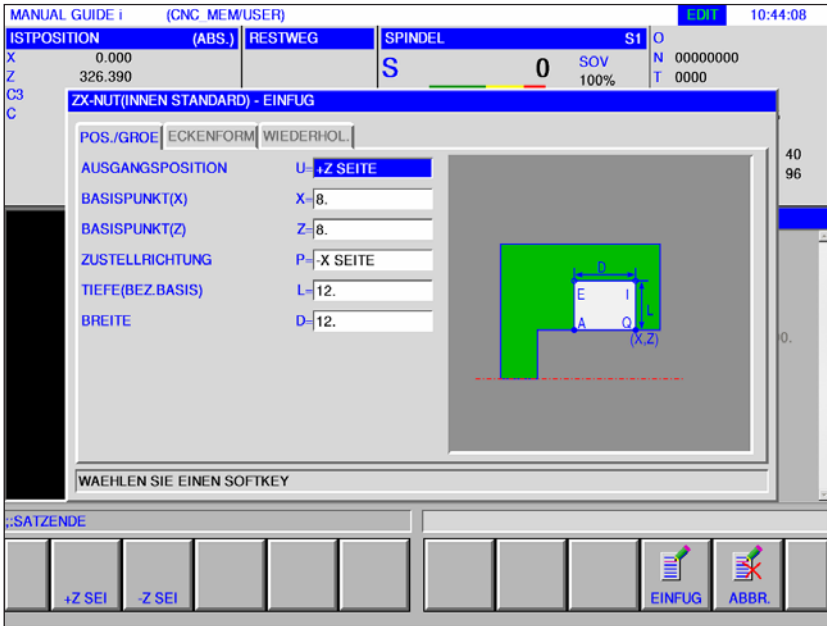 MANUAL GUIDE i (CNC_MEM/USER) EDIT 10:44:08
ISTPOSITION (ABS.) RESTWEG SPINDEL S1 O
X 0.000 S 0 SOV N 00000000
Z 326.390 100% T 0000
C3
C
ZX-NUT(INNEN STANDARD) - EINFUG
POS./GROE ECKENFORM WIEDERHOL.
AUSGANGSPOSITION U= +Z SEITE
BASISPUNKT(X) X= 8.
BASISPUNKT(Z) Z= 8.
ZUSTELLRICHTUNG P= -X SEITE
TIEFE(BEZ.BASIS) L= 12.
BREITE D= 12.
D
E I
L
A Q
(X,Z)
40
96
0.
WAEHLEN SIE EINEN SOFTKEY
;:SATZENDE
+Z SEI -Z SEI EINFUG ABBR.